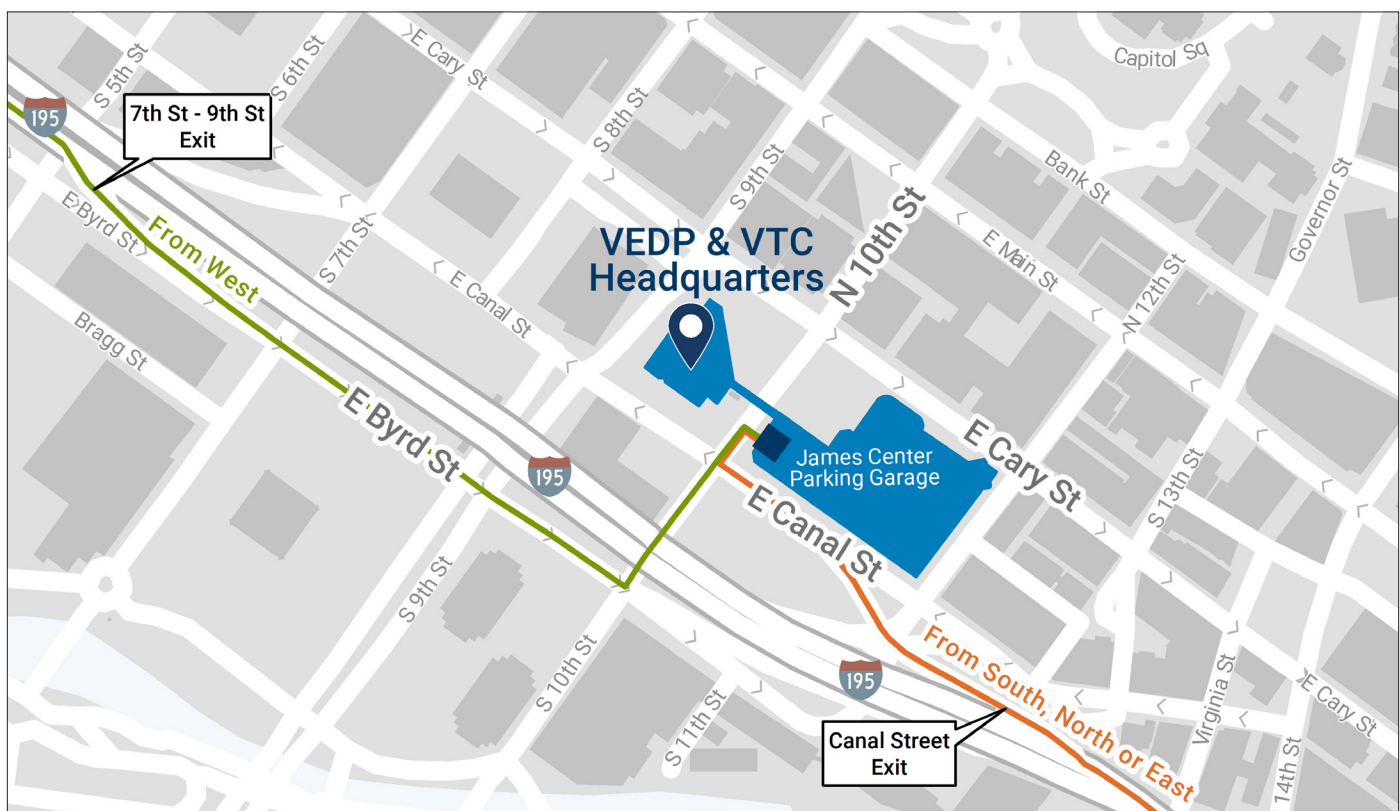 S 5th St
S 6th St
E Cary St
Capitol Sq
195
7th St - 9th St
Exit
S 8th St
S 9th St
Bank St
Governor St
E Byrd St
From West
S 7th St
E Canal St
VEDP & VTC
Headquarters
N 10th St
E Main St
N 12th St
Bragg St
E Byrd St
195
James Center
Parking Garage
E Cary St
S 13th St
E Canal St
S 9th St
S 10th St
S 11th St
195
From South, North or East
Virginia St
E Cary St
14th St
Canal Street
Exit